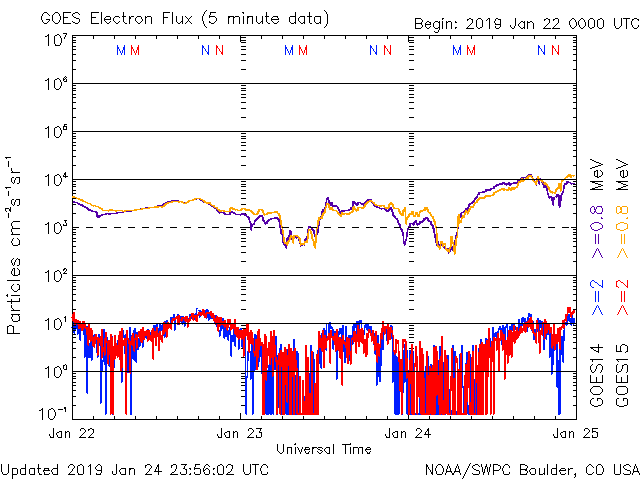 GOES Electron Flux (5 minute data)
Begin: 2019 Jan 22 0000 UTC
10⁷
M M N N M M N N M M N N
10⁶
10⁵
10⁴
10³
10²
10¹
10⁰
10⁻¹
Particles cm⁻²s⁻¹sr⁻¹
GOES14 >=2 >=0.8 MeV
GOES15 >=2 >=0.8 MeV
Jan 22 Jan 23 Jan 24 Jan 25
Universal Time
Updated 2019 Jan 24 23:56:02 UTC
NOAA/SWPC Boulder, CO USA